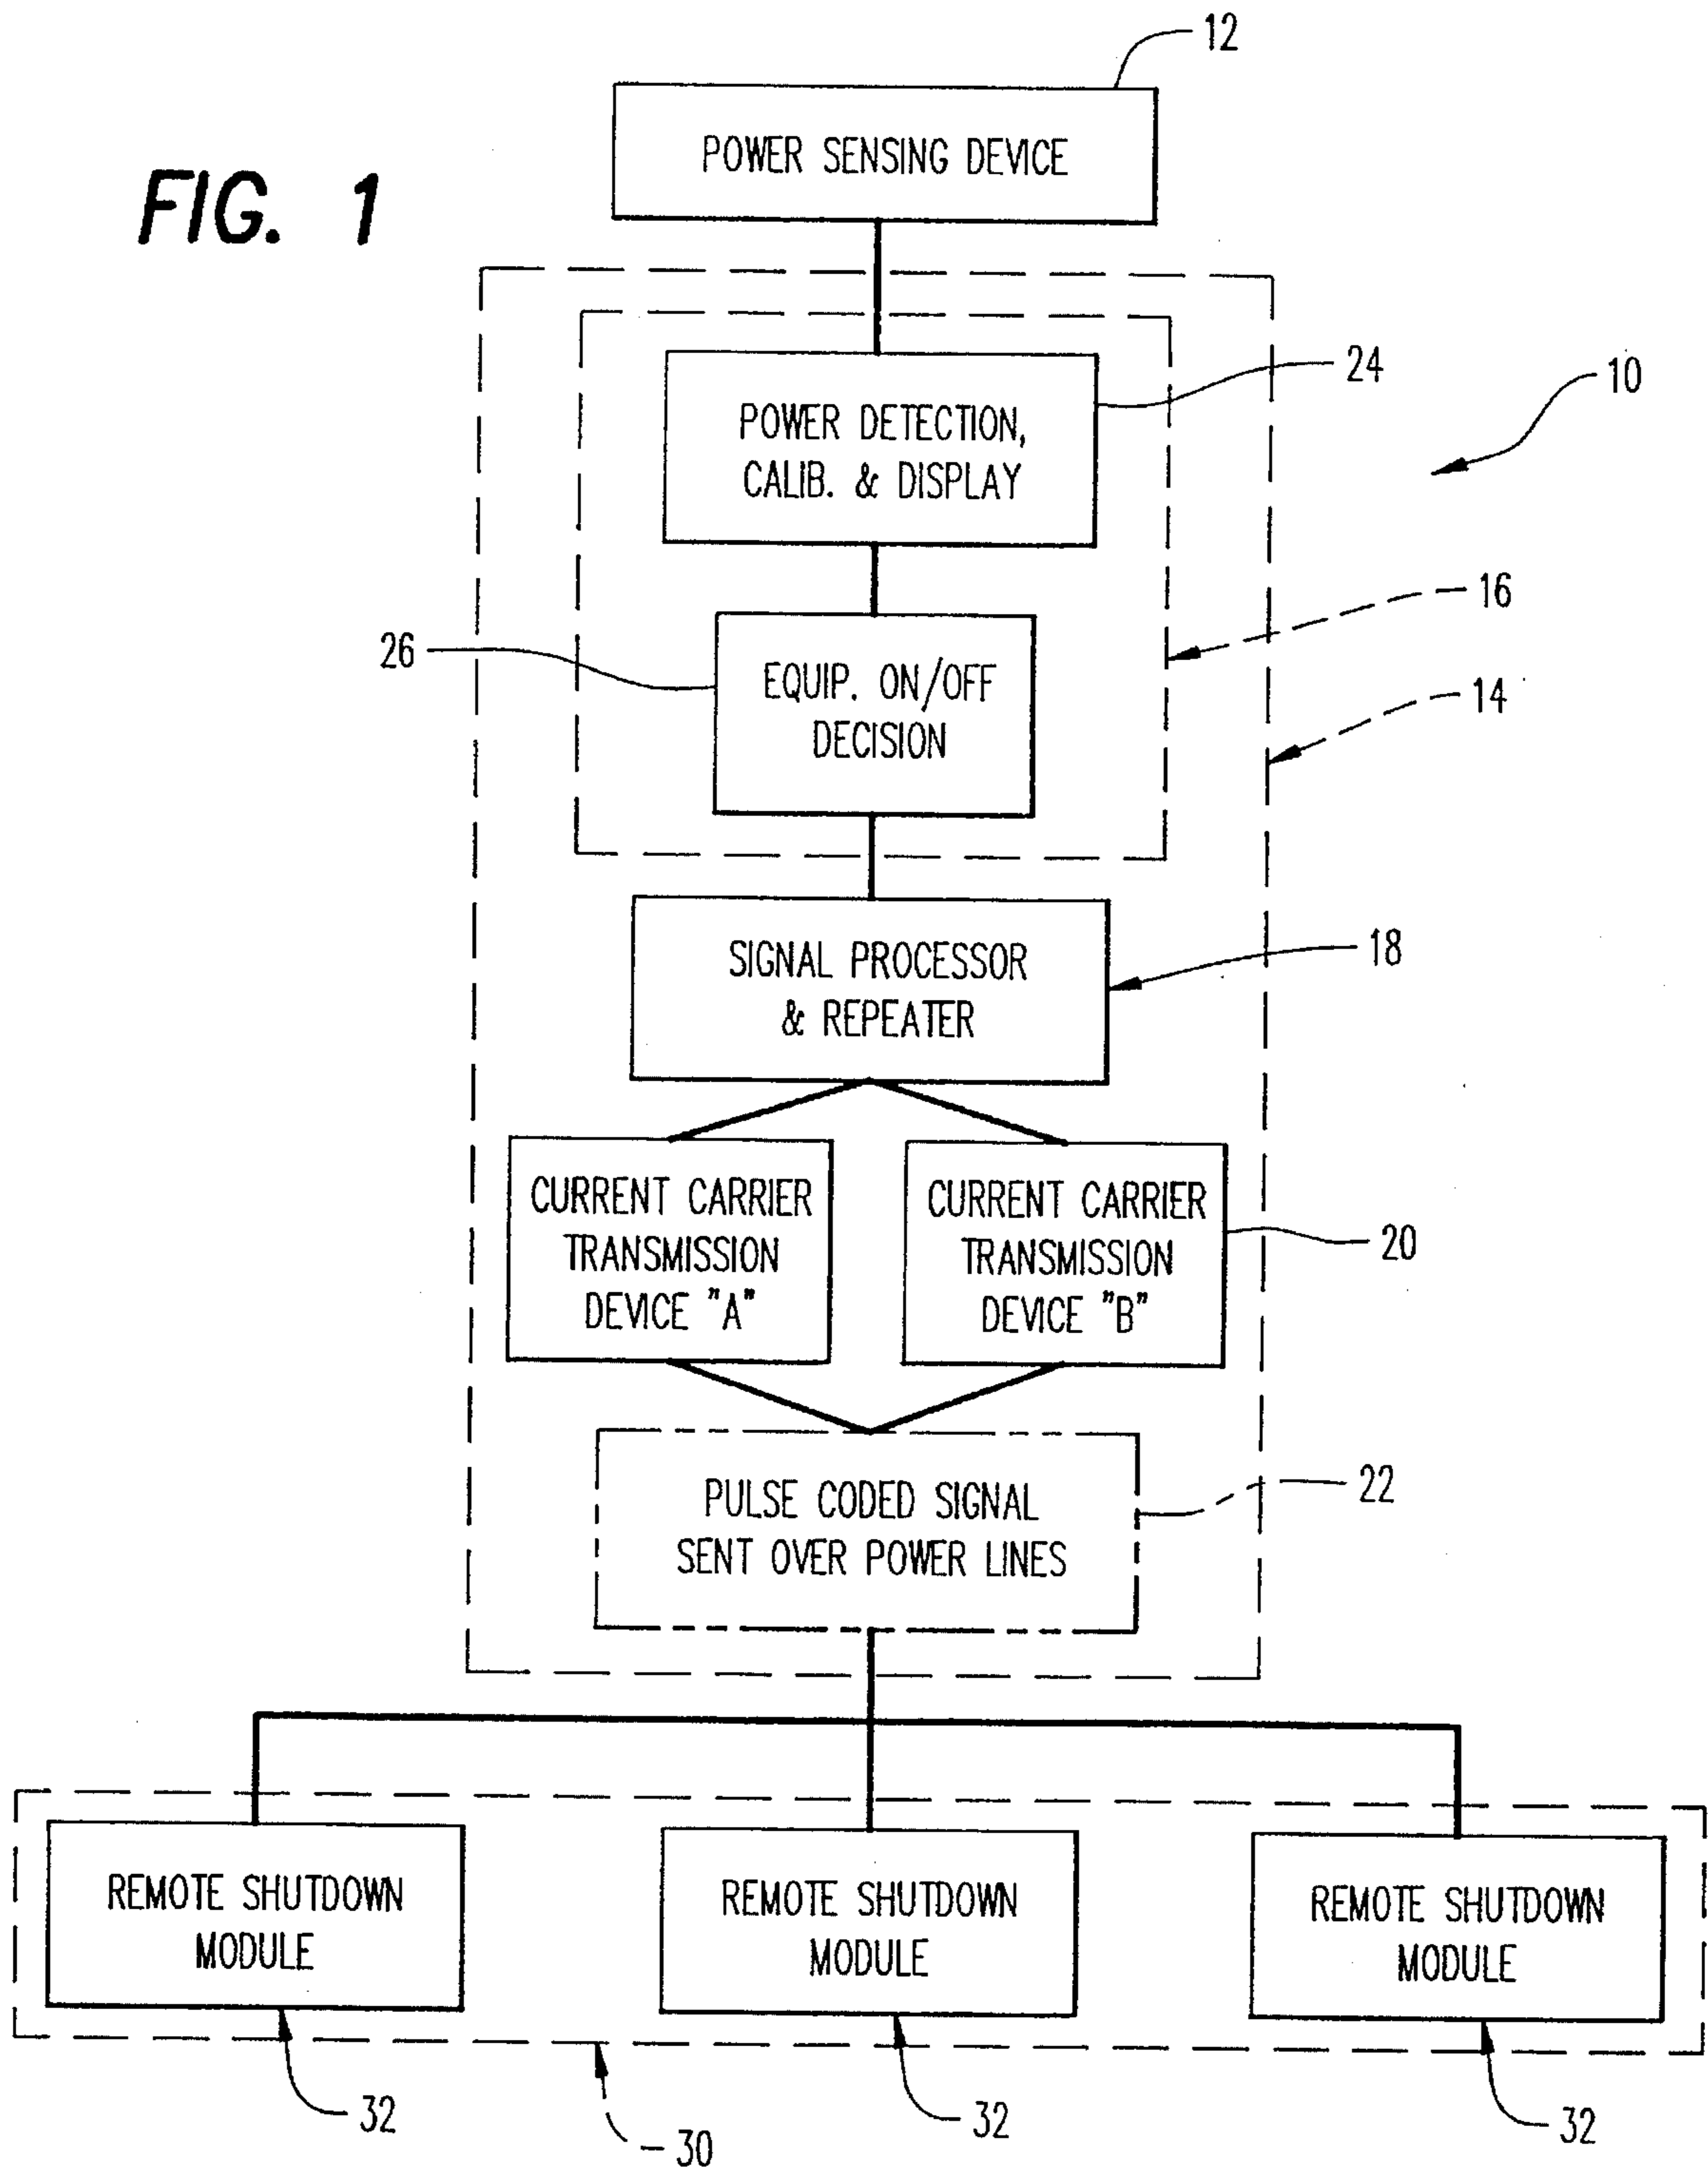 12
POWER SENSING DEVICE
FIG. 1
24
10
POWER DETECTION,
CALIB. & DISPLAY
16
26
EQUIP. ON/OFF
DECISION
14
18
SIGNAL PROCESSOR
& REPEATER
CURRENT CARRIER
TRANSMISSION
DEVICE "A"
CURRENT CARRIER
TRANSMISSION
DEVICE "B"
20
22
PULSE CODED SIGNAL
SENT OVER POWER LINES
REMOTE SHUTDOWN
MODULE
REMOTE SHUTDOWN
MODULE
REMOTE SHUTDOWN
MODULE
32
30
32
32